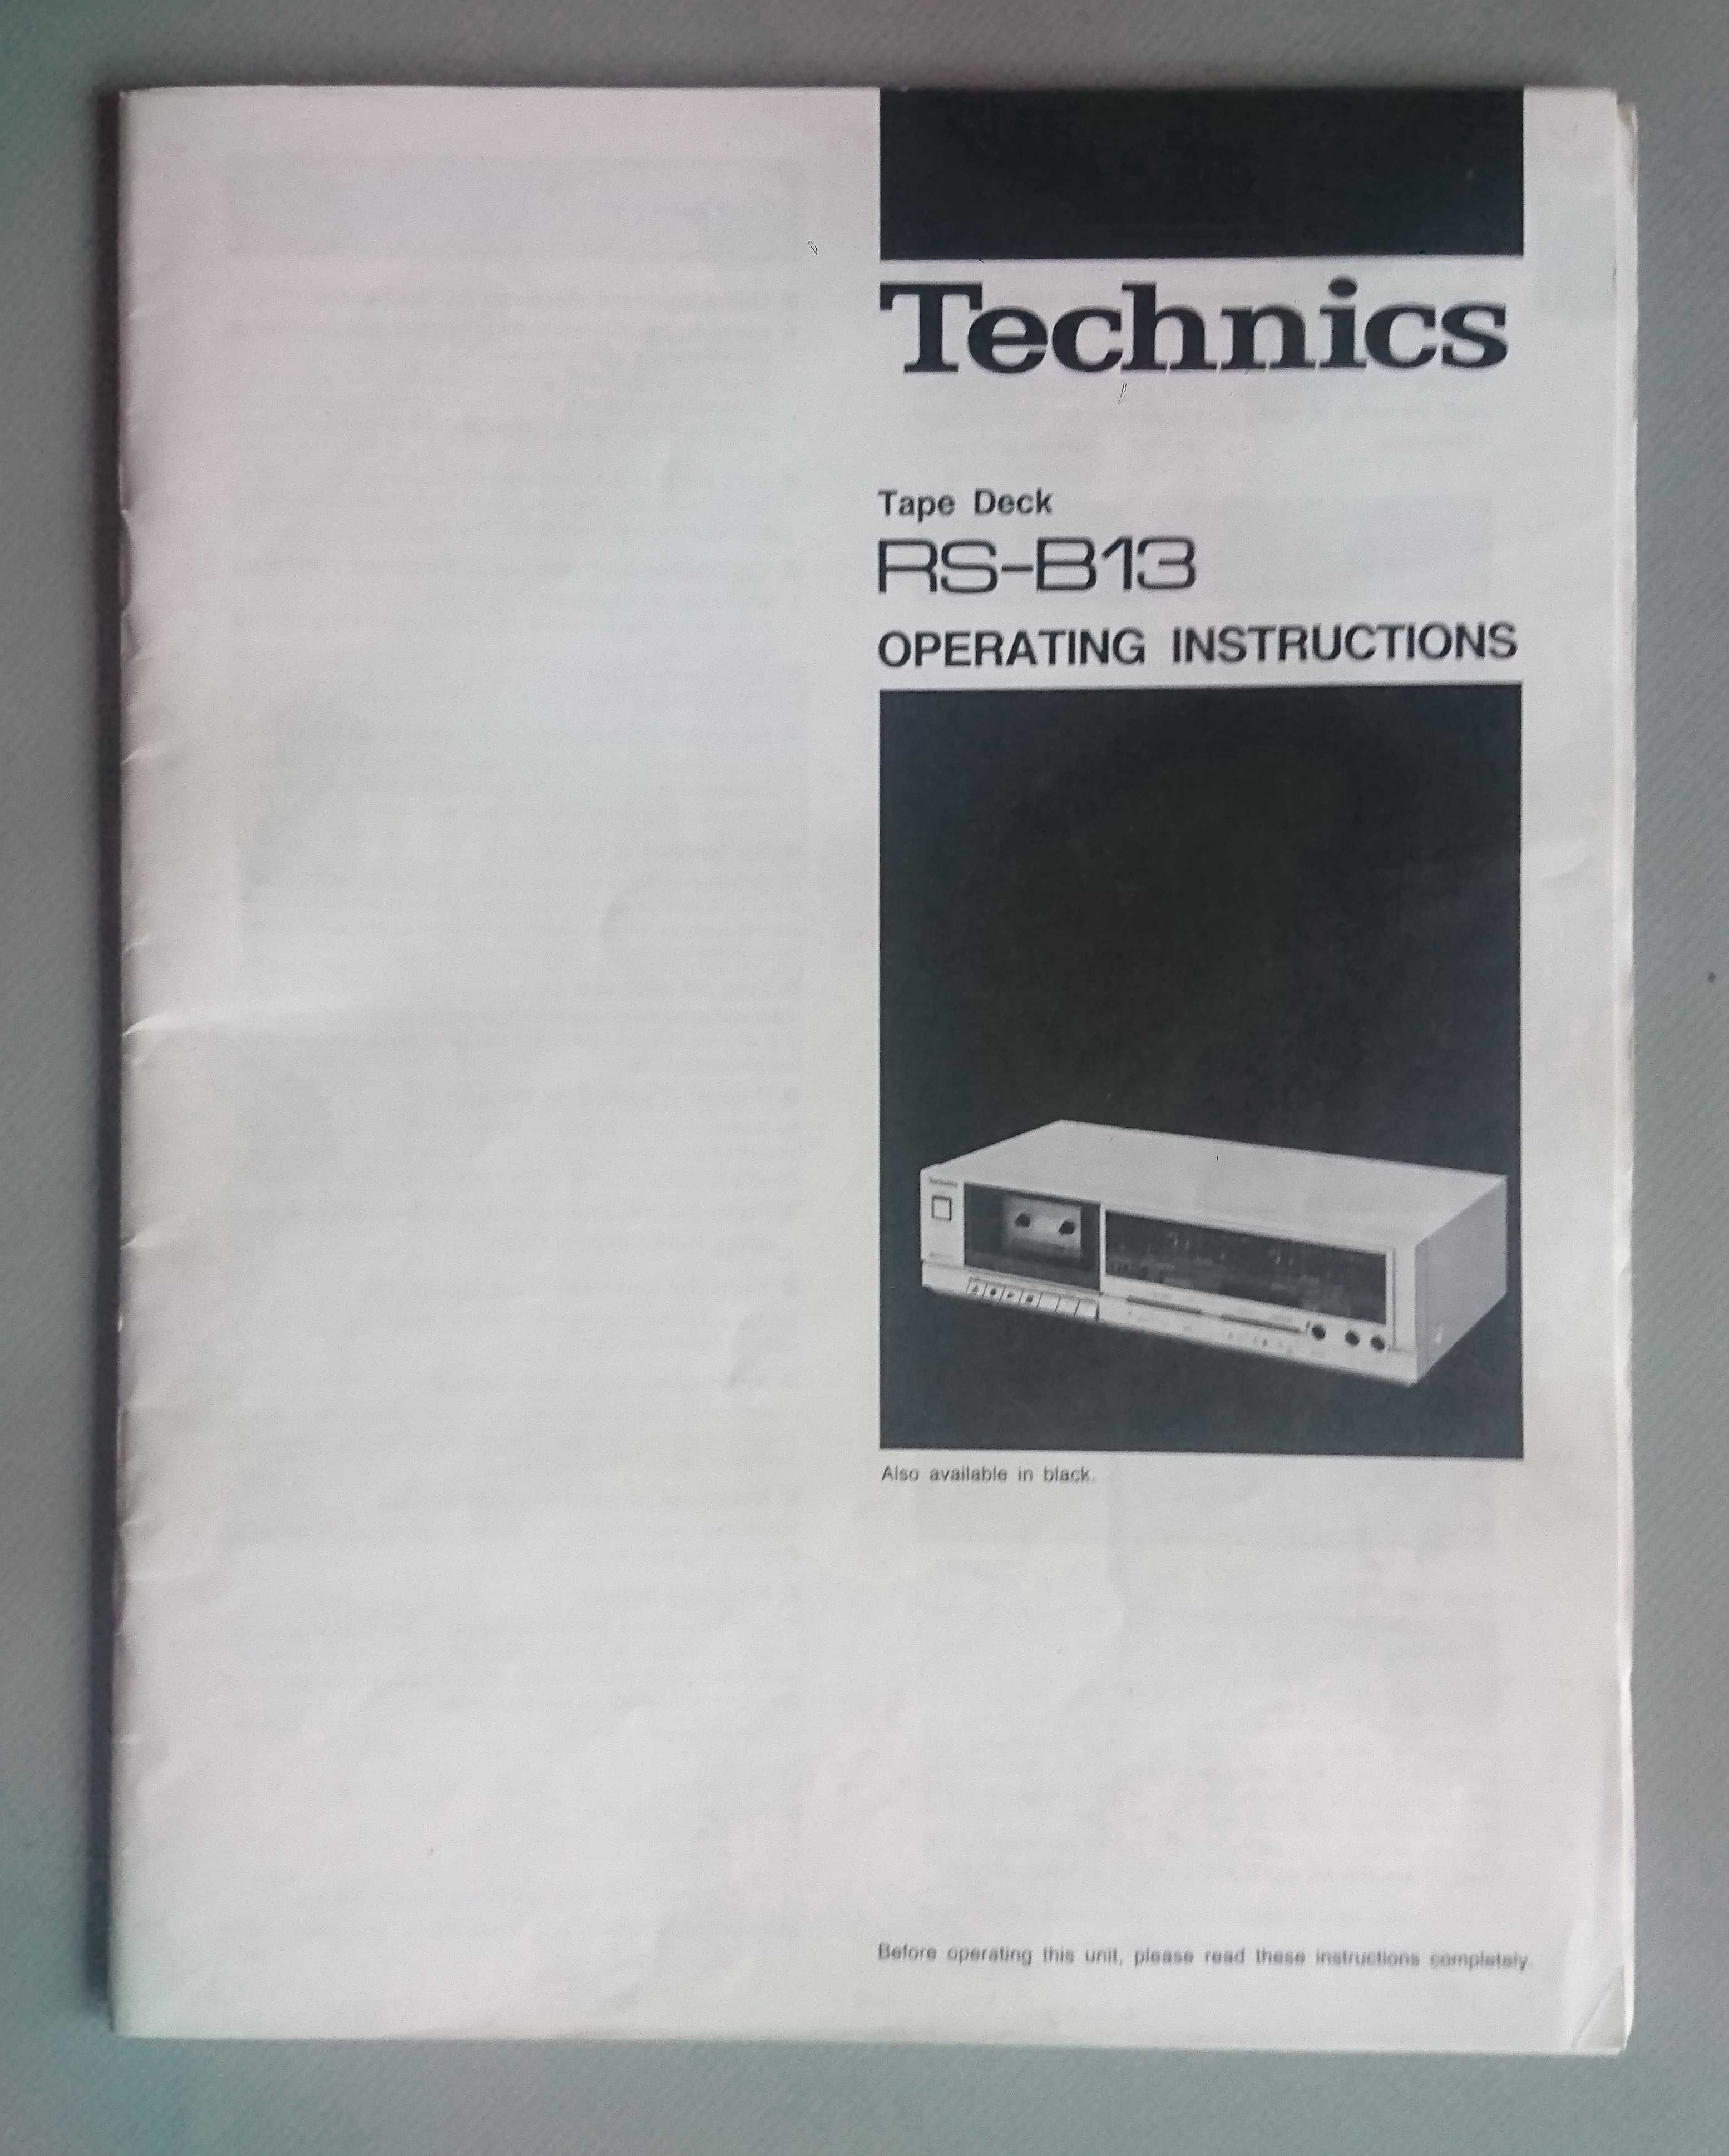 Technics
Tape Deck
RS-B13
OPERATING INSTRUCTIONS
Technics
Also available in black.
Before operating this unit, please read these instructions completely.